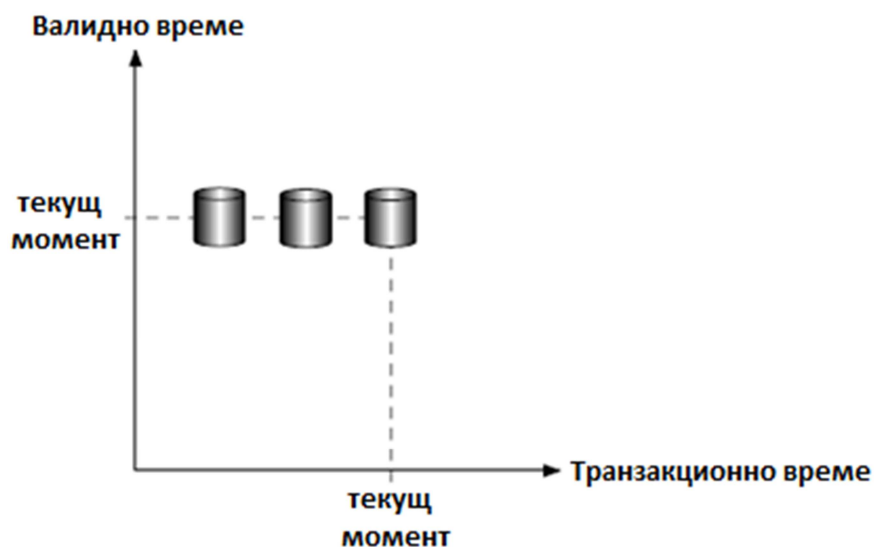 Валидно време
текущ
момент
Транзакционно време
текущ
момент